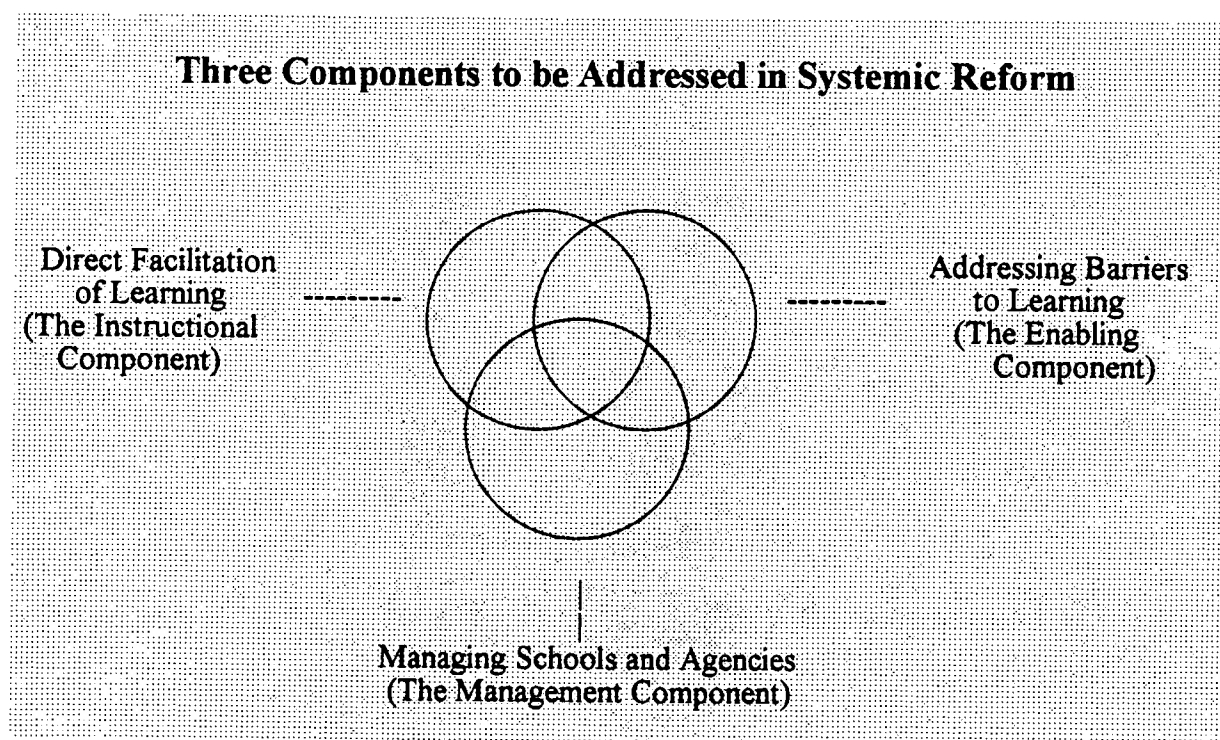 Three Components to be Addressed in Systemic Reform
Direct Facilitation
of Learning
(The Instructional
Component)
Addressing Barriers
to Learning
(The Enabling
Component)
Managing Schools and Agencies
(The Management Component)